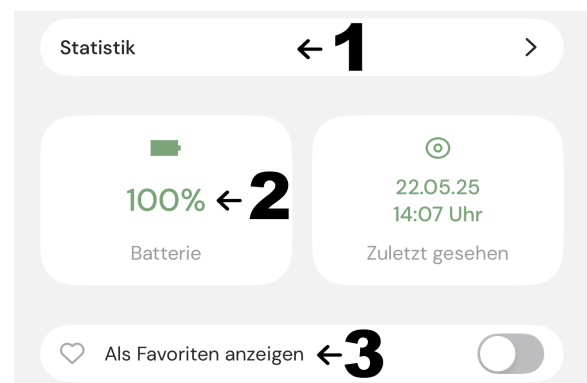 Statistik ← 1
100% ← 2
Batterie
22.05.25
14:07 Uhr
Zuletzt gesehen
Als Favoriten anzeigen ← 3